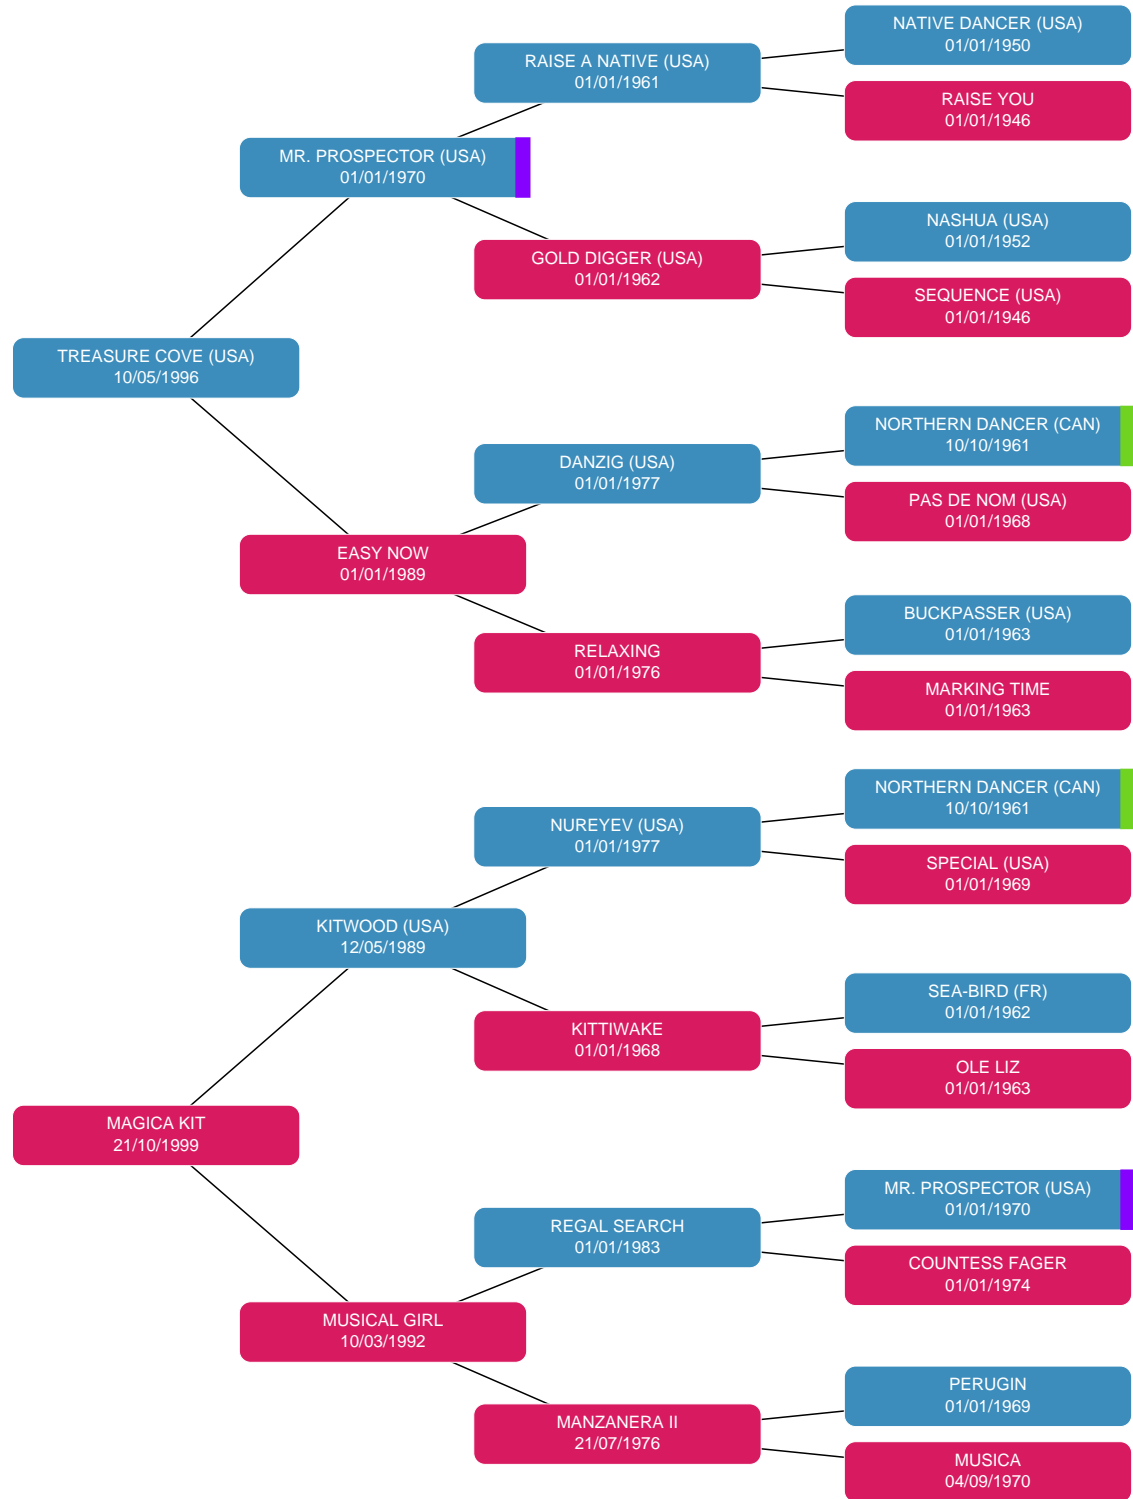 NATIVE DANCER (USA)
01/01/1950
RAISE A NATIVE (USA)
01/01/1961
RAISE YOU
01/01/1946
MR. PROSPECTOR (USA)
01/01/1970
NASHUA (USA)
01/01/1952
GOLD DIGGER (USA)
01/01/1962
SEQUENCE (USA)
01/01/1946
TREASURE COVE (USA)
10/05/1996
NORTHERN DANCER (CAN)
10/10/1961
DANZIG (USA)
01/01/1977
PAS DE NOM (USA)
01/01/1968
EASY NOW
01/01/1989
BUCKPASSER (USA)
01/01/1963
RELAXING
01/01/1976
MARKING TIME
01/01/1963
NORTHERN DANCER (CAN)
10/10/1961
NUREYEV (USA)
01/01/1977
SPECIAL (USA)
01/01/1969
KITWOOD (USA)
12/05/1989
SEA-BIRD (FR)
01/01/1962
KITTIWAKE
01/01/1968
OLE LIZ
01/01/1963
MAGICA KIT
21/10/1999
MR. PROSPECTOR (USA)
01/01/1970
REGAL SEARCH
01/01/1983
COUNTESS FAGER
01/01/1974
MUSICAL GIRL
10/03/1992
PERUGIN
01/01/1969
MANZANERA II
21/07/1976
MUSICA
04/09/1970